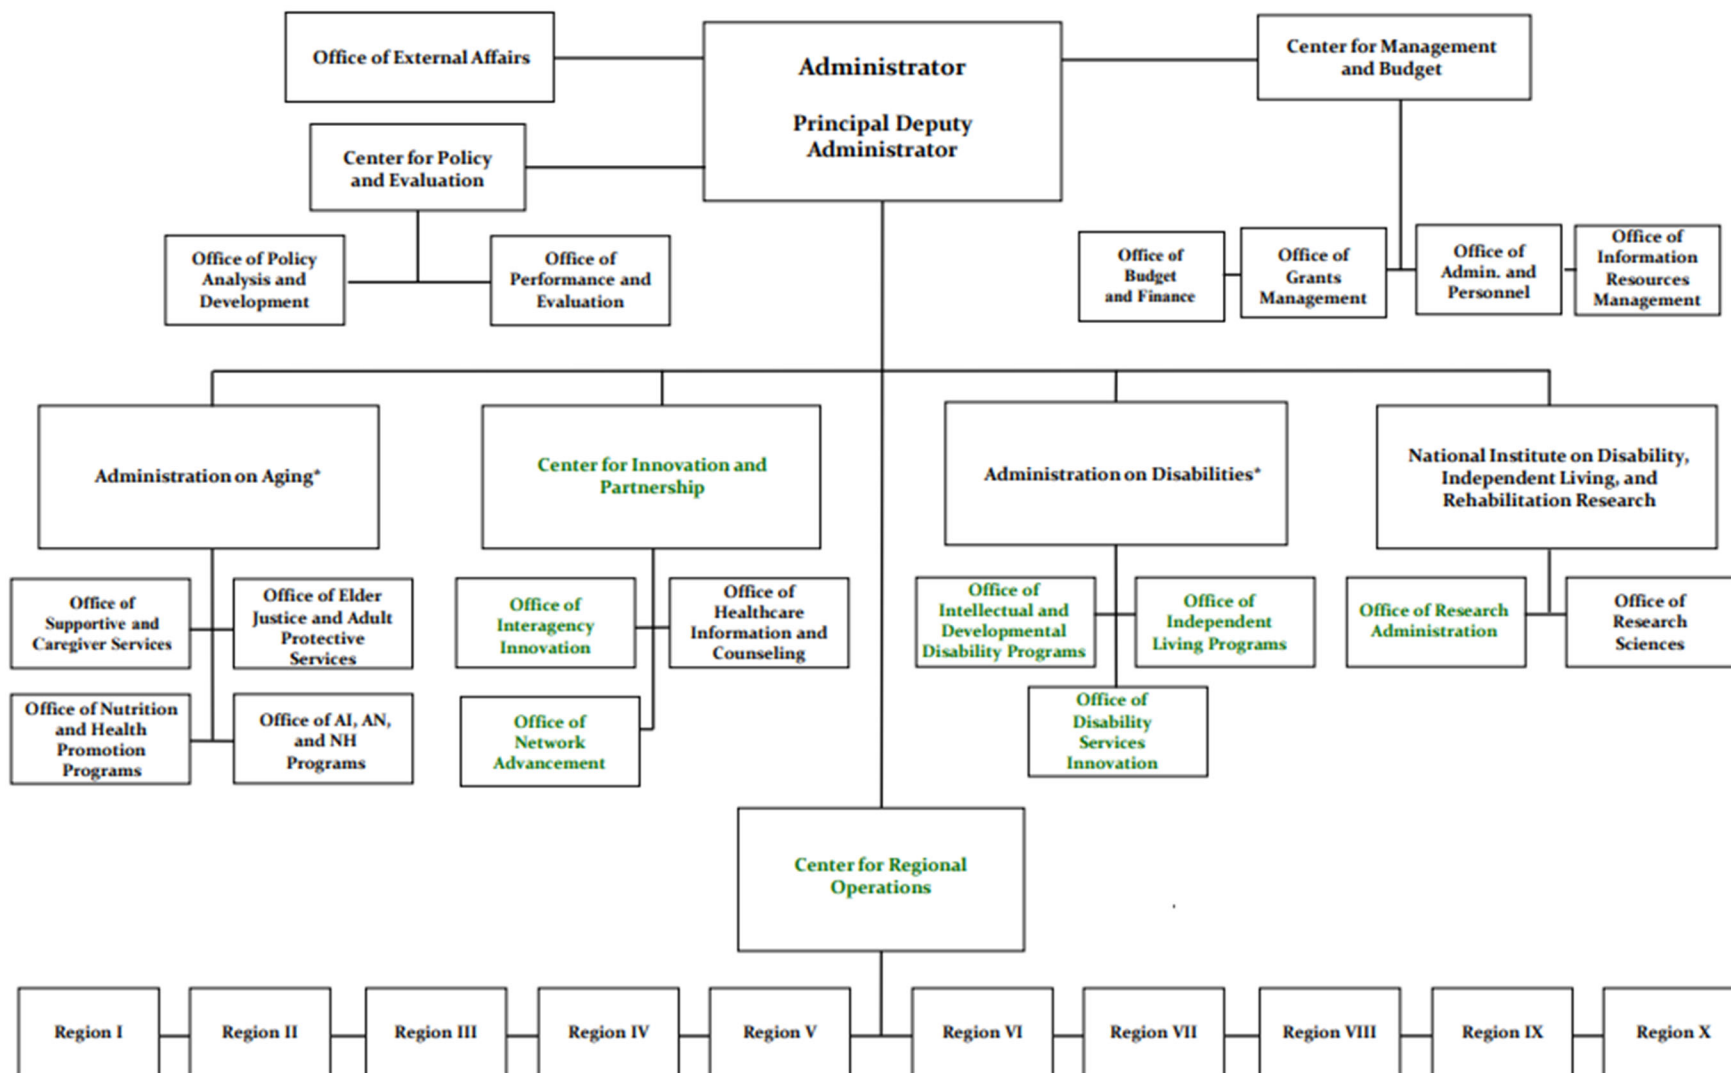 Office of External Affairs
Administrator
Principal Deputy
Administrator
Center for Management
and Budget
Center for Policy
and Evaluation
Office of Policy
Analysis and
Development
Office of
Performance and
Evaluation
Office of
Budget
and Finance
Office of
Grants
Management
Office of
Admin. and
Personnel
Office of
Information
Resources
Management
Administration on Aging*
Center for Innovation and
Partnership
Administration on Disabilities*
National Institute on Disability,
Independent Living, and
Rehabilitation Research
Office of
Supportive and
Caregiver Services
Office of Elder
Justice and Adult
Protective
Services
Office of
Interagency
Innovation
Office of
Healthcare
Information and
Counseling
Office of
Intellectual and
Developmental
Disability Programs
Office of
Independent
Living Programs
Office of Research
Administration
Office of
Research
Sciences
Office of Nutrition
and Health
Promotion
Programs
Office of AI, AN,
and NH
Programs
Office of
Network
Advancement
Office of
Disability
Services
Innovation
Center for Regional
Operations
Region I
Region II
Region III
Region IV
Region V
Region VI
Region VII
Region VIII
Region IX
Region X